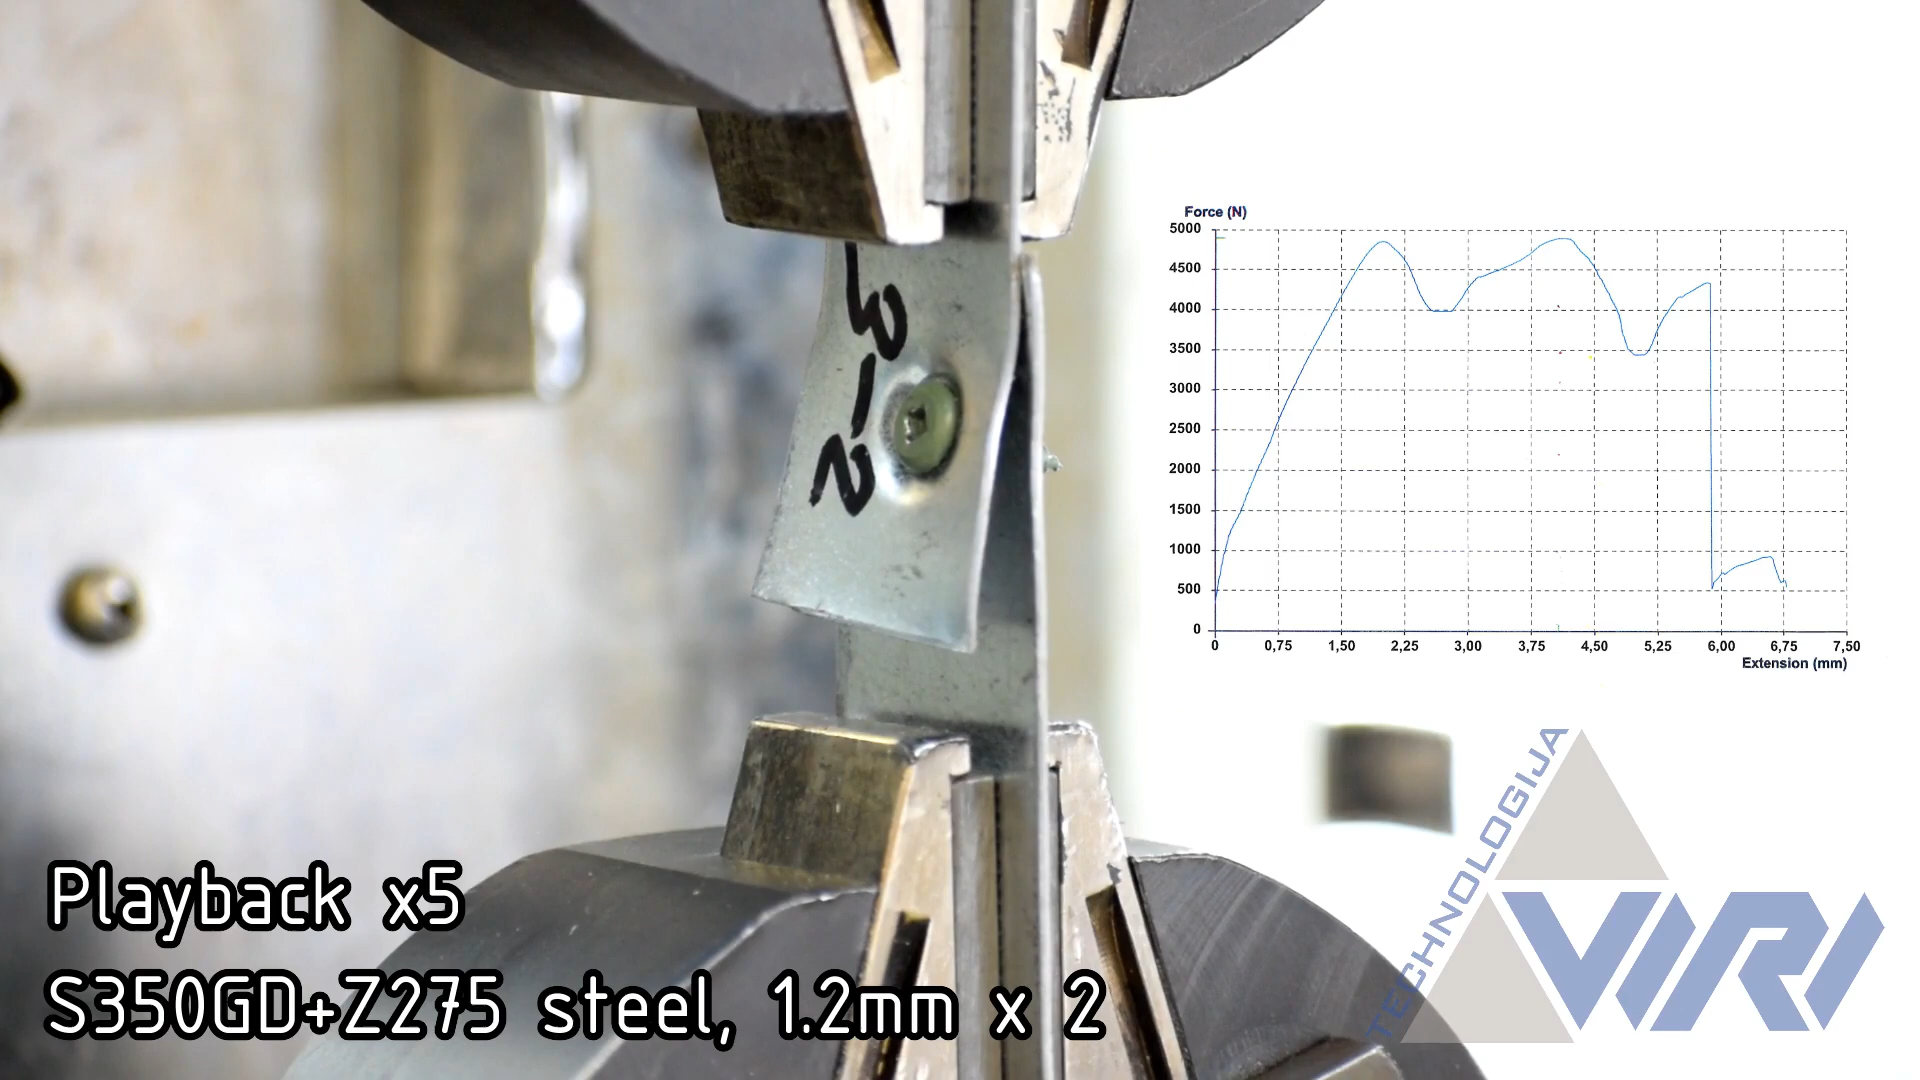 3-2
Force (N)
5000
4500
4000
3500
3000
2500
2000
1500
1000
500
0
0 0,75 1,50 2,25 3,00 3,75 4,50 5,25 6,00 6,75 7,50
Extension (mm)
TECHNOLOGIJA
VIRI
Playback x5
S350GD+Z275 steel, 1.2mm x 2